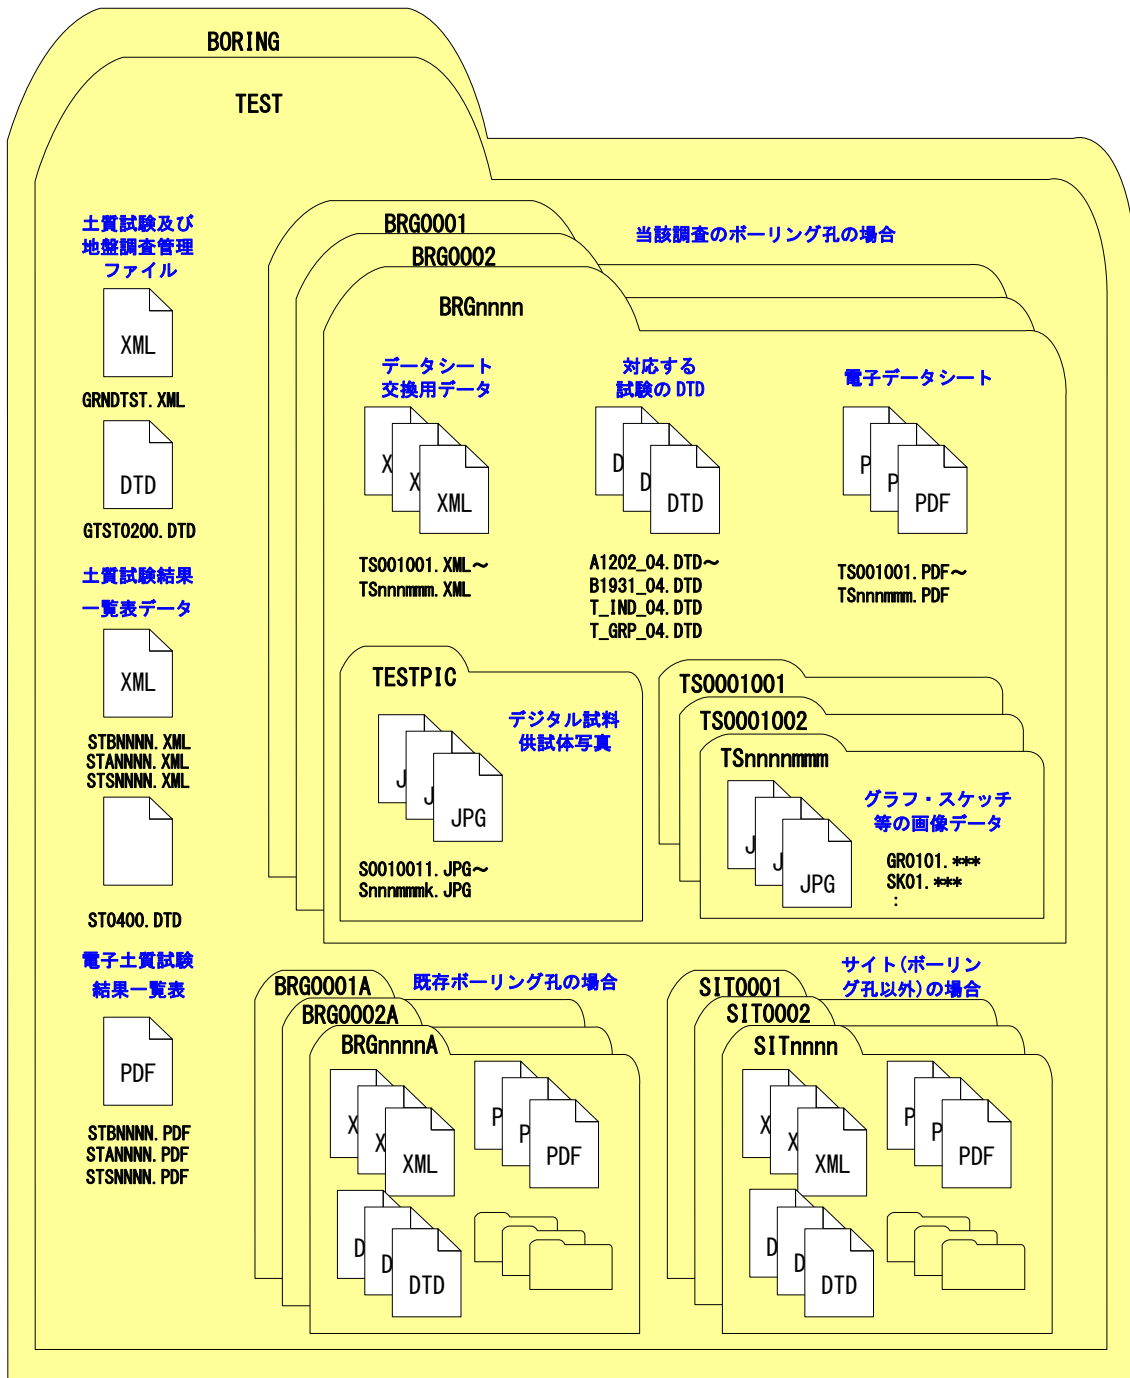 BORING
TEST
土質試験及び
地盤調査管理
ファイル
XML
GRNDTST.XML
DTD
GTST0200.DTD
土質試験結果
一覧表データ
XML
STBNNNN.XML
STANNNN.XML
STSNNNN.XML
ST0400.DTD
電子土質試験
結果一覧表
PDF
STBNNNN.PDF
STANNNN.PDF
STSNNNN.PDF
BRG0001
当該調査のボーリング孔の場合
BRG0002
BRGnnnn
データシート
交換用データ
X
X
XML
TS001001.XML～
TSnnnmmm.XML
対応する
試験のDTD
D
D
DTD
A1202_04.DTD～
B1931_04.DTD
T_IND_04.DTD
T_GRP_04.DTD
電子データシート
P
P
PDF
TS001001.PDF～
TSnnnmmm.PDF
TESTPIC
デジタル試料
供試体写真
J
J
JPG
S0010011.JPG～
Snnnmmmk.JPG
TS0001001
TS0001002
TSnnnnmmm
グラフ・スケッチ
等の画像データ
J
J
JPG
GR0101.***
SK01.***
:
BRG0001A
既存ボーリング孔の場合
BRG0002A
BRGnnnnA
X
X
XML
P
P
PDF
D
D
DTD
サイト(ボーリン
グ孔以外)の場合
SIT0001
SIT0002
SITnnnn
X
X
XML
P
P
PDF
D
D
DTD